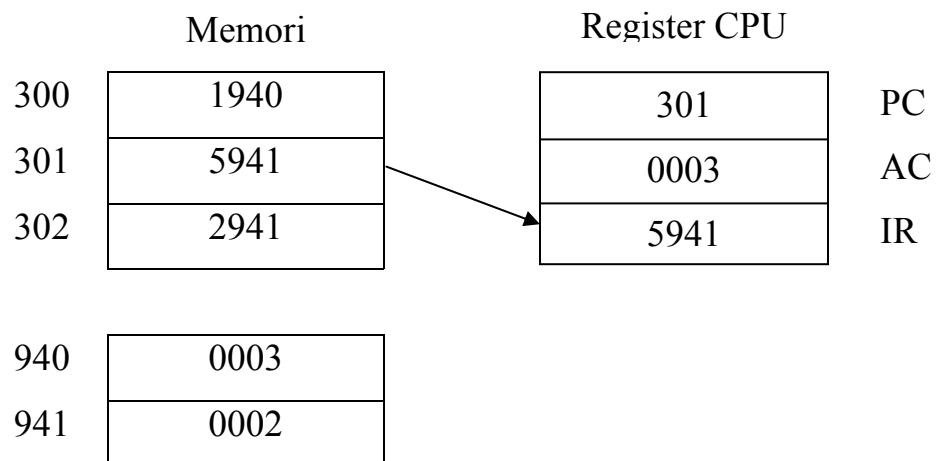 Memori Register CPU
300 1940 301 PC
301 5941 0003 AC
302 2941 5941 IR
940 0003
941 0002